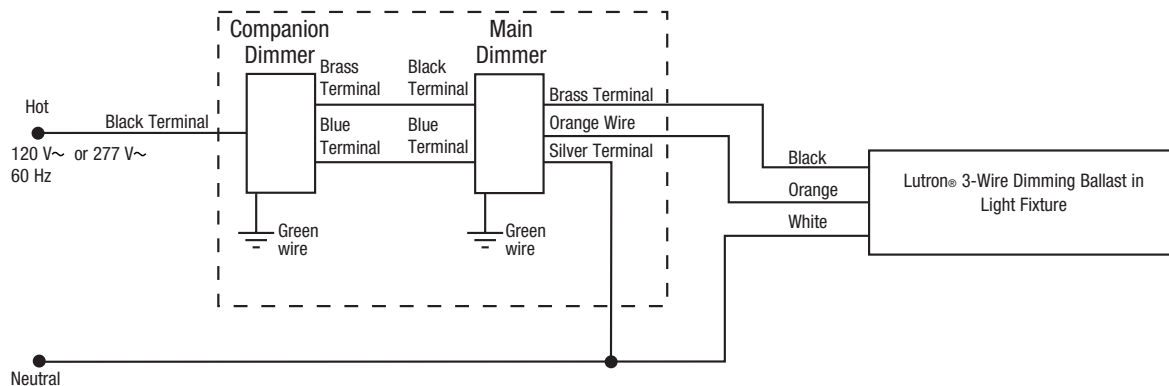 Companion
Dimmer
Main
Dimmer
Brass
Terminal
Black
Terminal
Brass Terminal
Hot
Black Terminal
120 V~ or 277 V~
60 Hz
Blue
Terminal
Blue
Terminal
Orange Wire
Silver Terminal
Black
Orange
White
Lutron® 3-Wire Dimming Ballast in
Light Fixture
Green
wire
Green
wire
Neutral